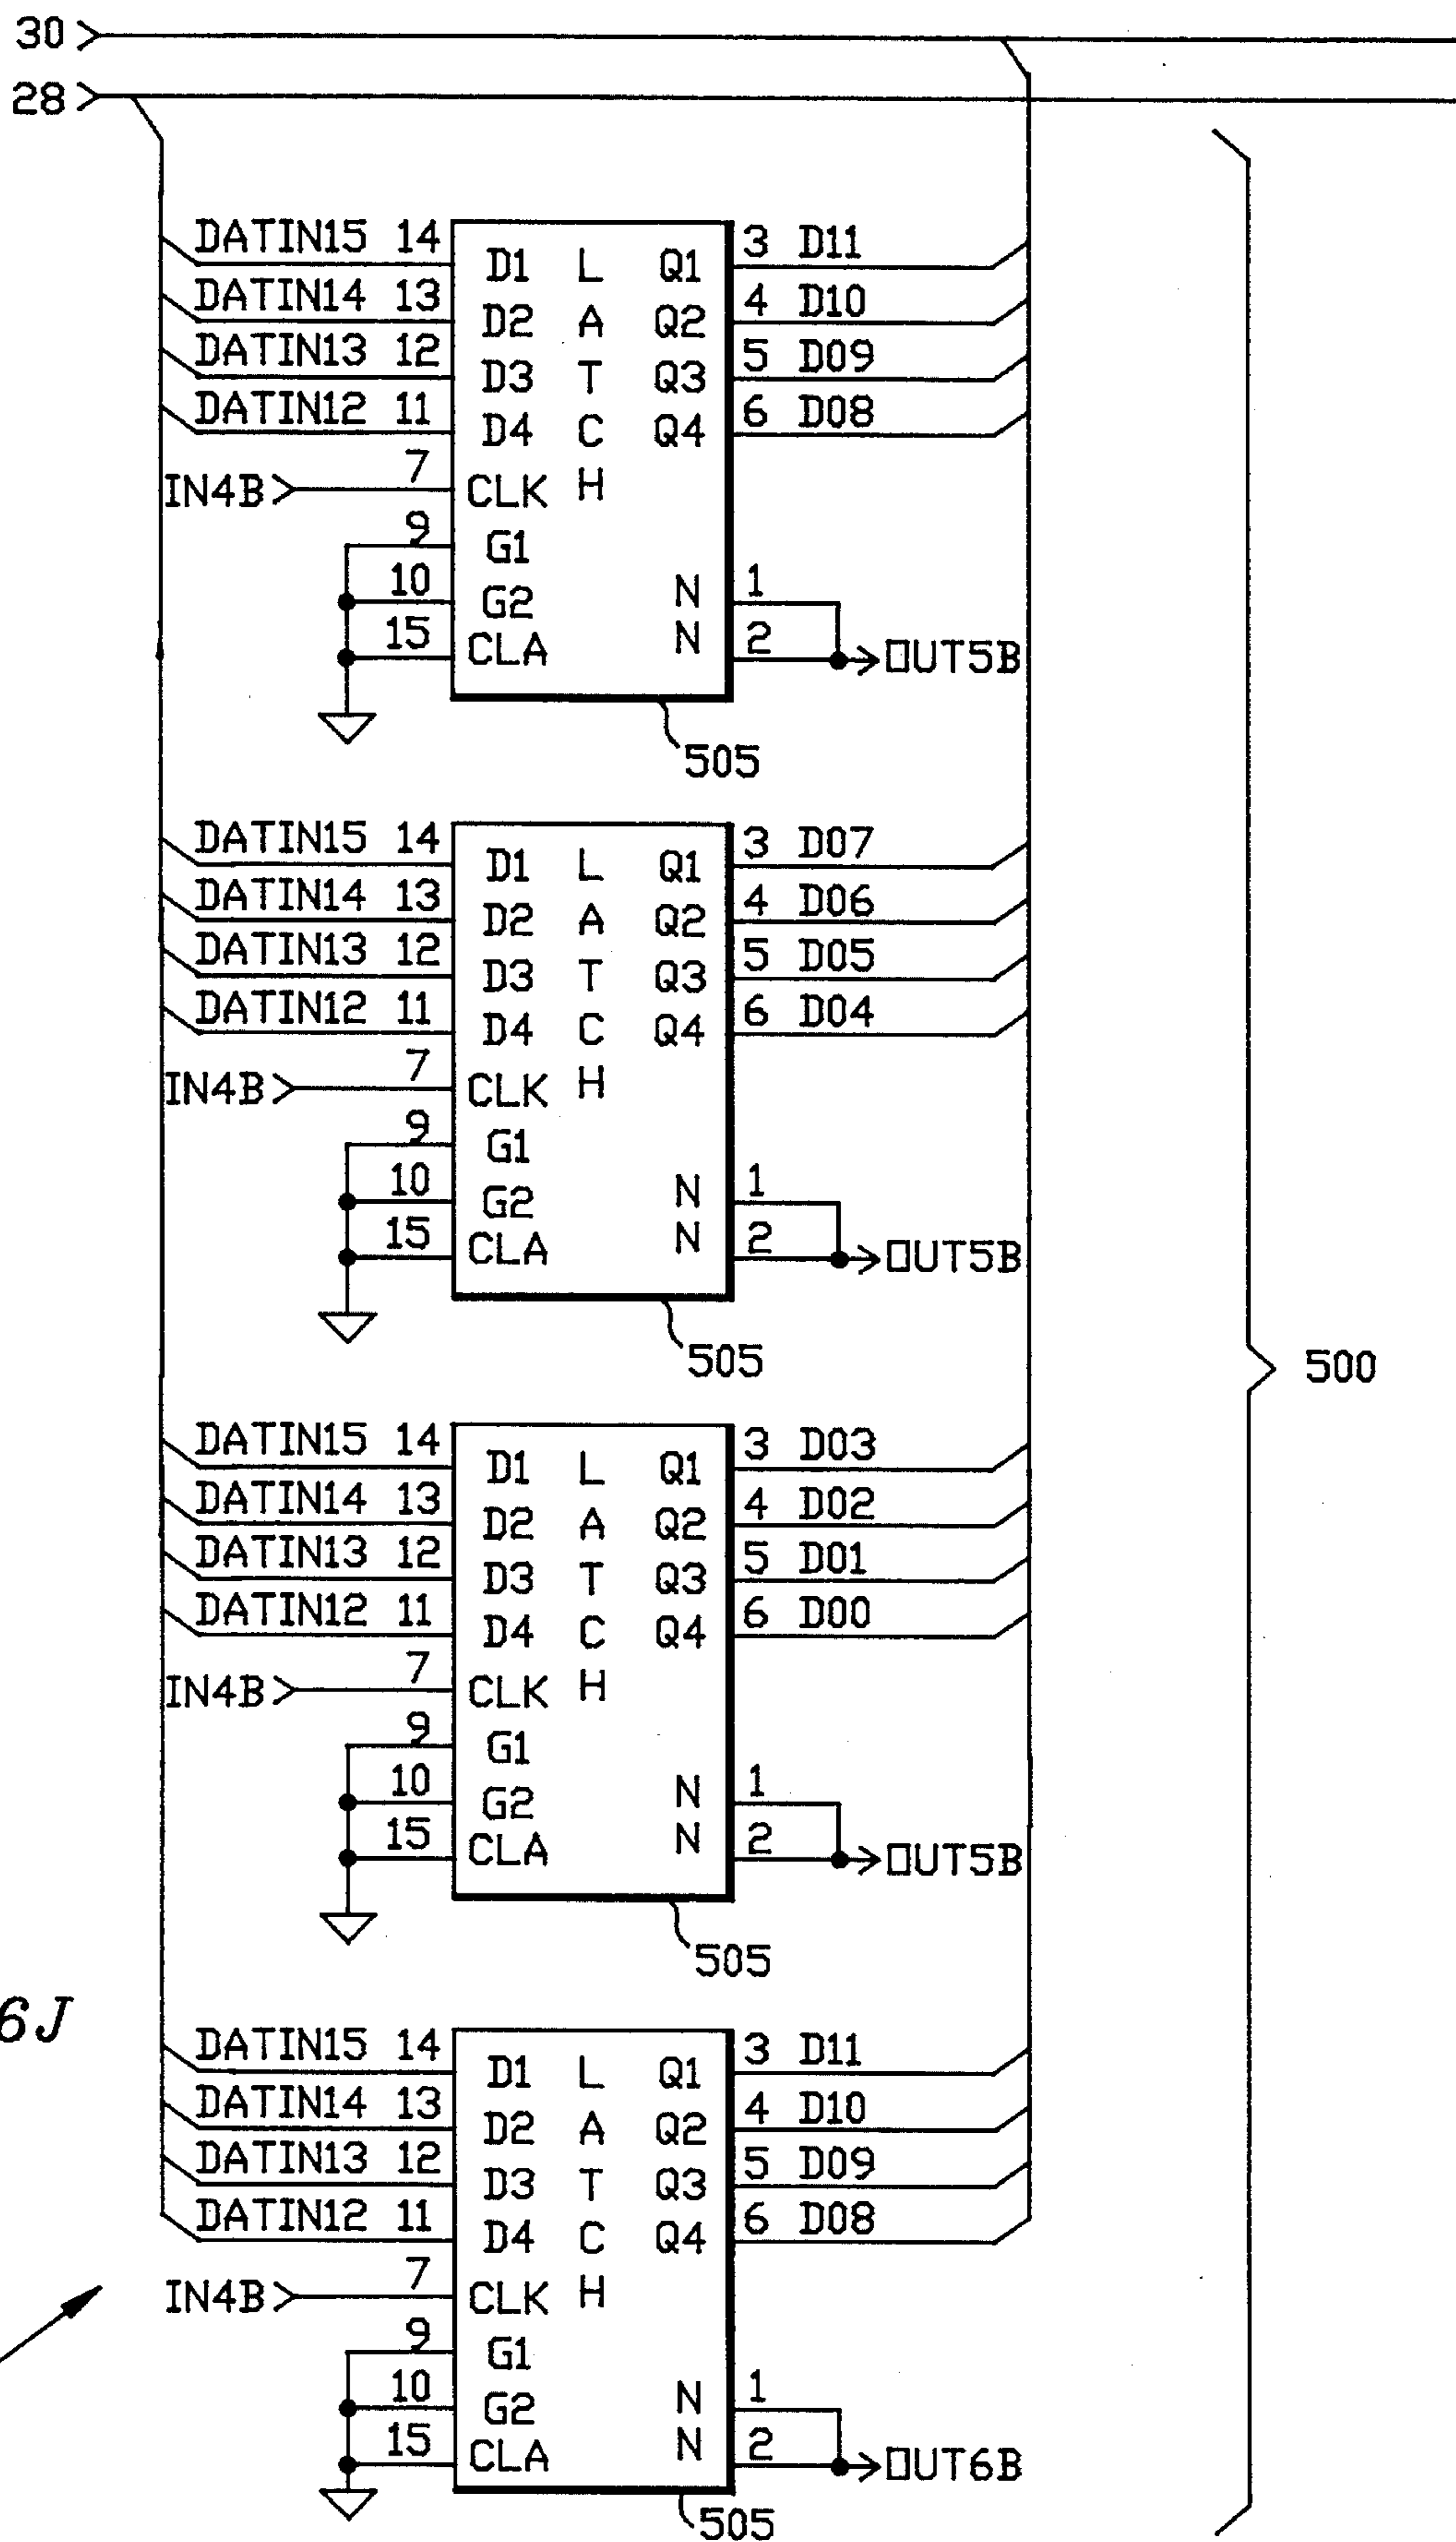 30
28
DATIN15 14 D1 L Q1 3 D11
DATIN14 13 D2 A Q2 4 D10
DATIN13 12 D3 T Q3 5 D09
DATIN12 11 D4 C Q4 6 D08
IN4B 7 CLK H
9 G1
10 G2 N 1
15 CLA N 2 OUT5B
505
DATIN15 14 D1 L Q1 3 D07
DATIN14 13 D2 A Q2 4 D06
DATIN13 12 D3 T Q3 5 D05
DATIN12 11 D4 C Q4 6 D04
IN4B 7 CLK H
9 G1
10 G2 N 1
15 CLA N 2 OUT5B
505
500
DATIN15 14 D1 L Q1 3 D03
DATIN14 13 D2 A Q2 4 D02
DATIN13 12 D3 T Q3 5 D01
DATIN12 11 D4 C Q4 6 D00
IN4B 7 CLK H
9 G1
10 G2 N 1
15 CLA N 2 OUT5B
505
6J
DATIN15 14 D1 L Q1 3 D11
DATIN14 13 D2 A Q2 4 D10
DATIN13 12 D3 T Q3 5 D09
DATIN12 11 D4 C Q4 6 D08
IN4B 7 CLK H
9 G1
10 G2 N 1
15 CLA N 2 OUT6B
505